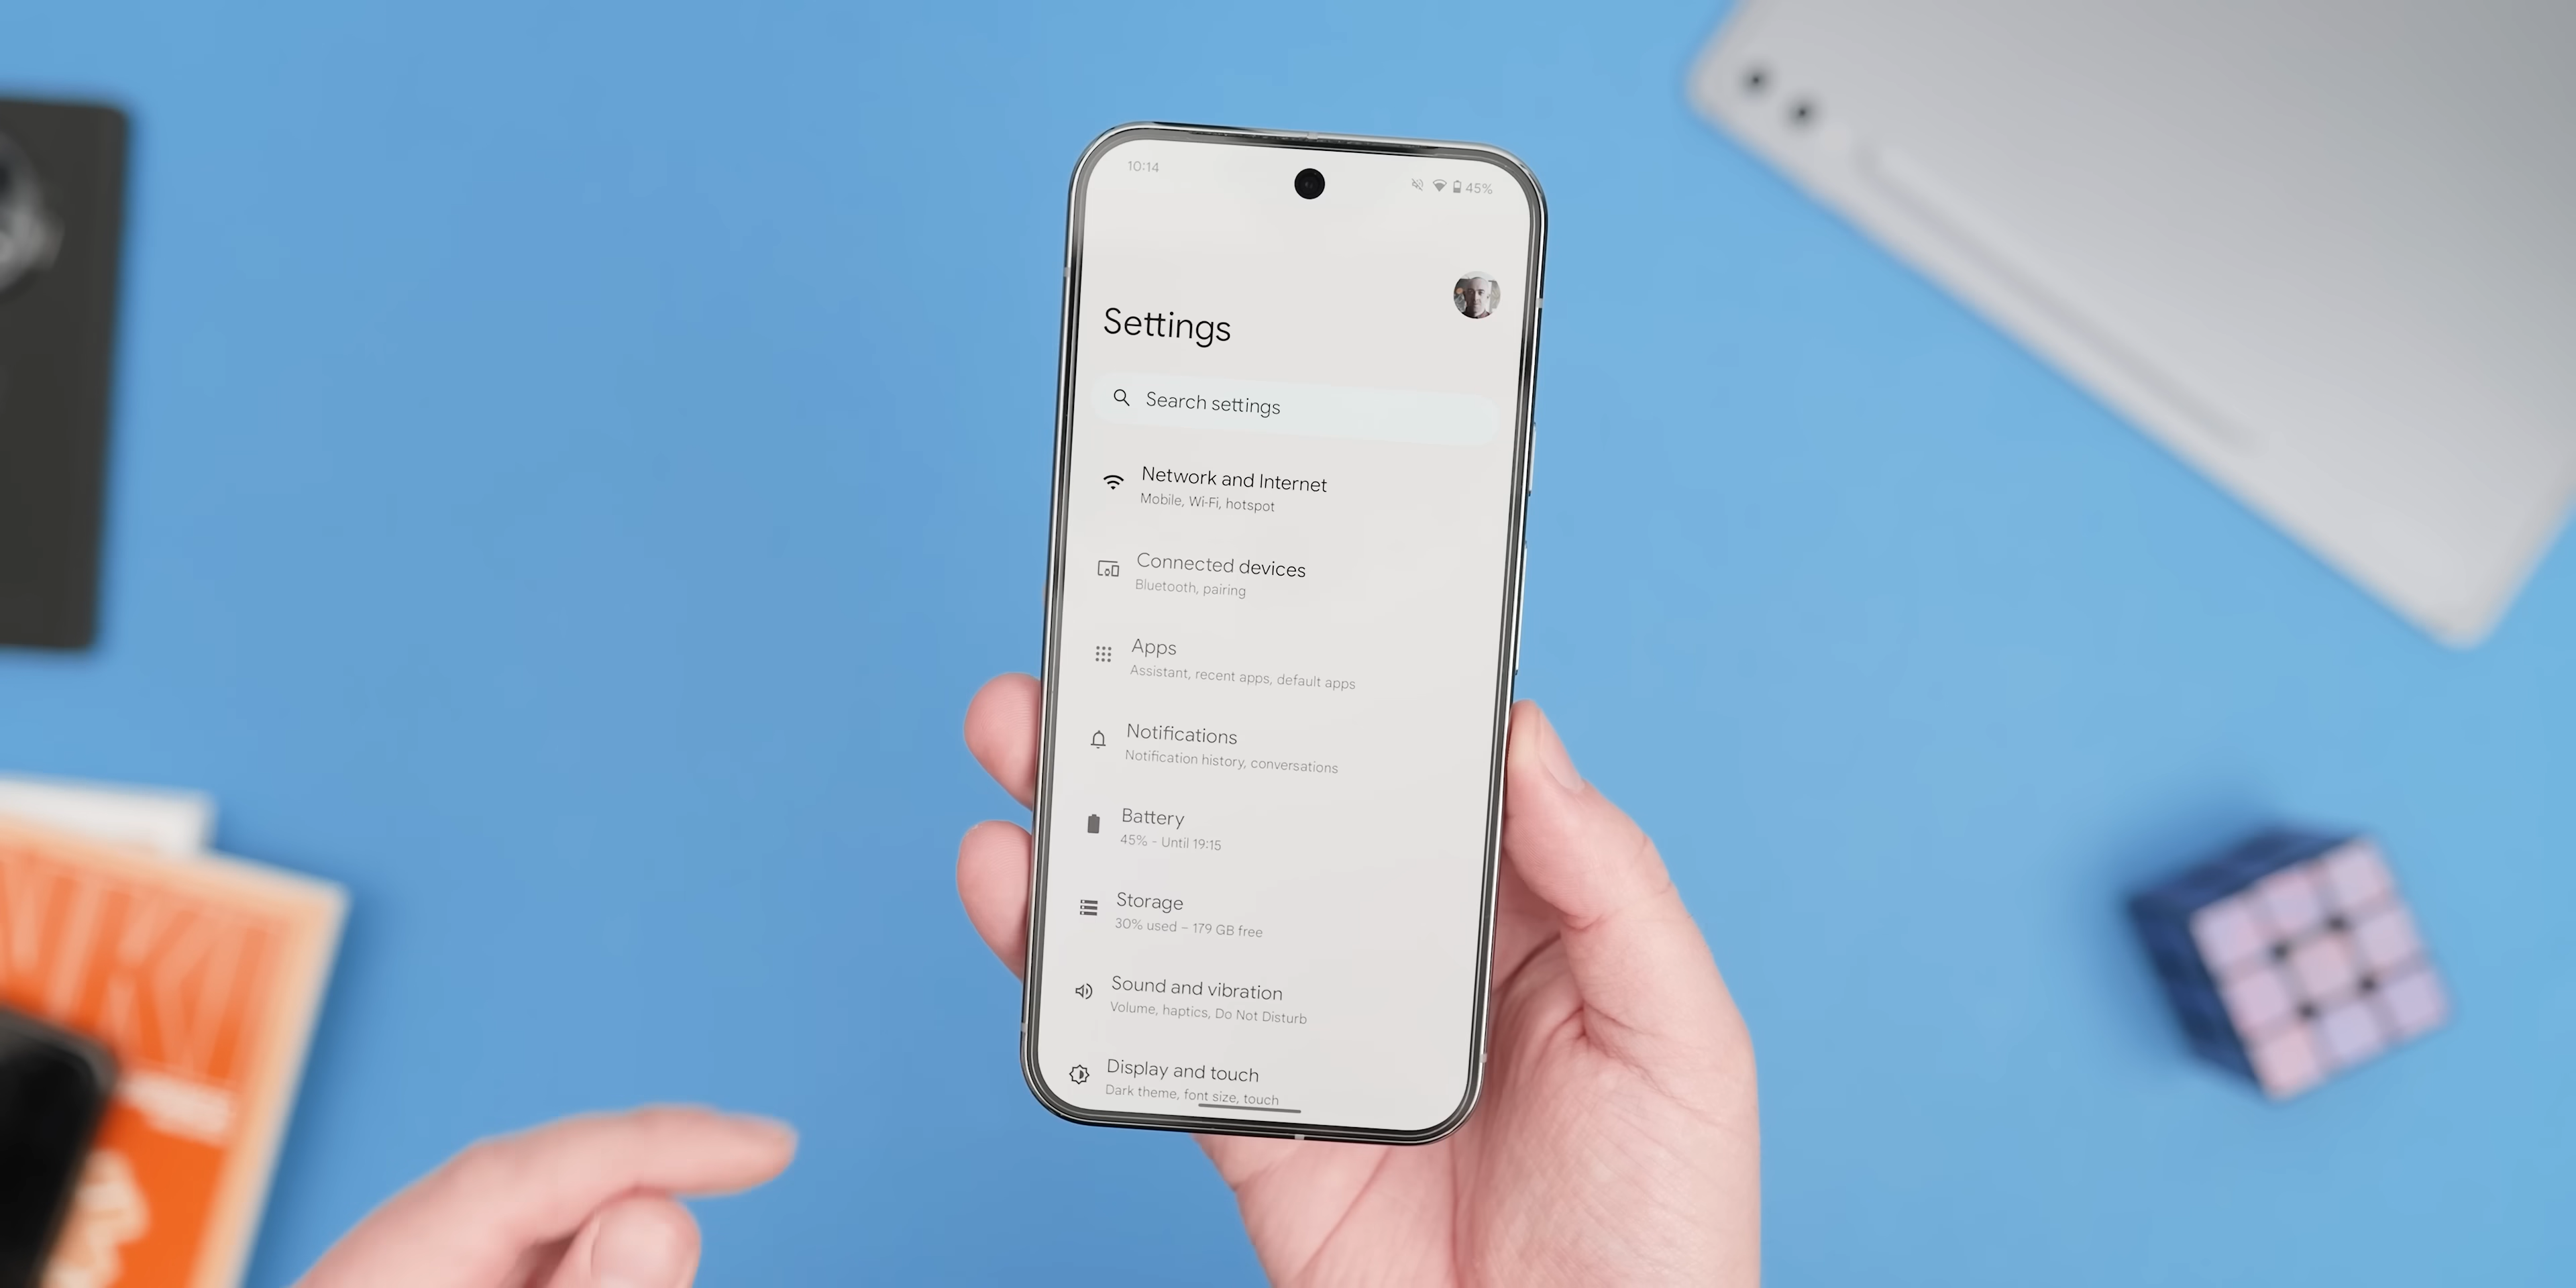 10:14
45%
Settings
Search settings
Network and Internet
Mobile, Wi-Fi, hotspot
Connected devices
Bluetooth, pairing
Apps
Assistant, recent apps, default apps
Notifications
Notification history, conversations
Battery
45% - Until 19:15
Storage
30% used – 179 GB free
Sound and vibration
Volume, haptics, Do Not Disturb
Display and touch
Dark theme, font size, touch